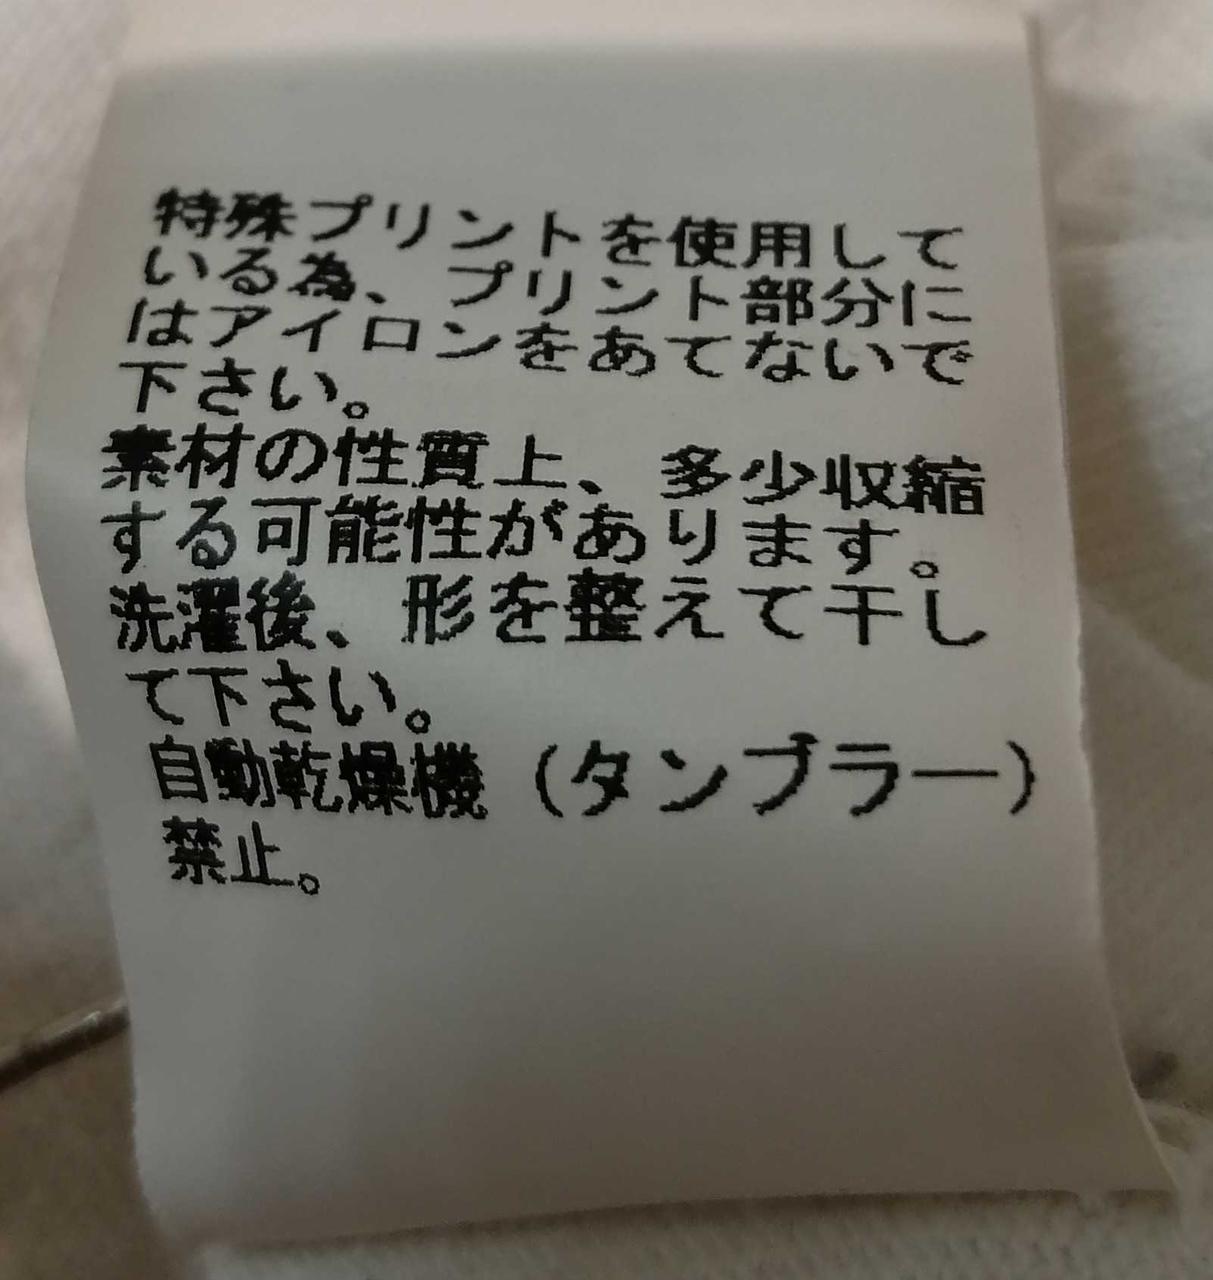 特殊プリントを使用して
いる為、プリント部分に
はアイロンをあてないで
下さい。
素材の性質上、多少収縮
する可能性があります。
洗濯後、形を整えて干し
て下さい。
自動乾燥機（タンブラー）
禁止。